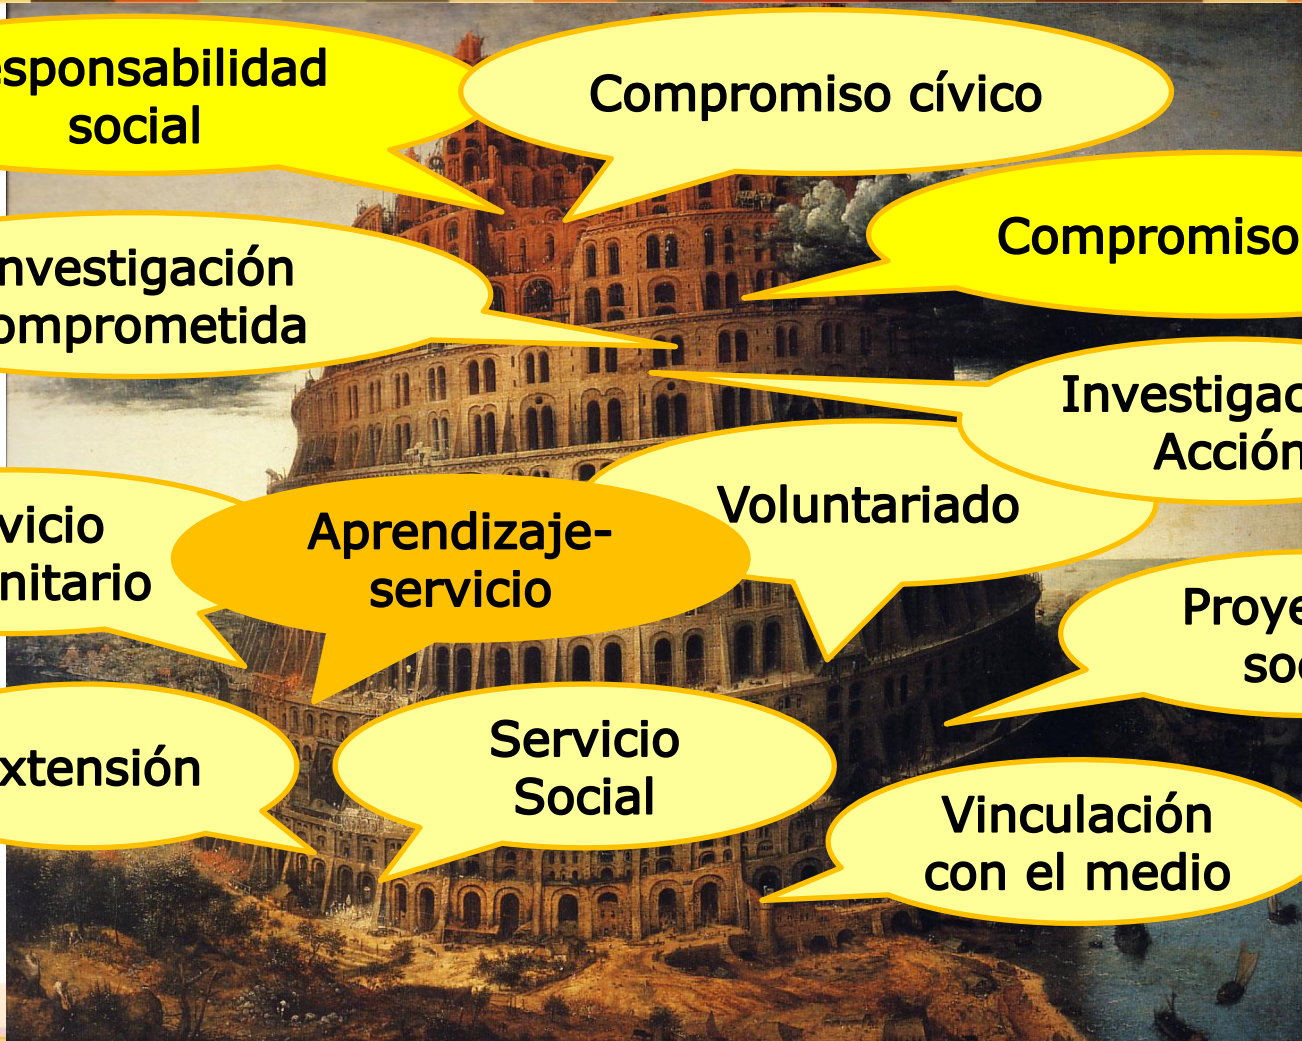 esponsabilidad
social
Compromiso cívico
Compromiso
nvestigación
omprometida
Investigac
Acción
Voluntariado
vicio
nitario
Aprendizaje-
servicio
Proye
so
xtensión
Servicio
Social
Vinculación
con el medio